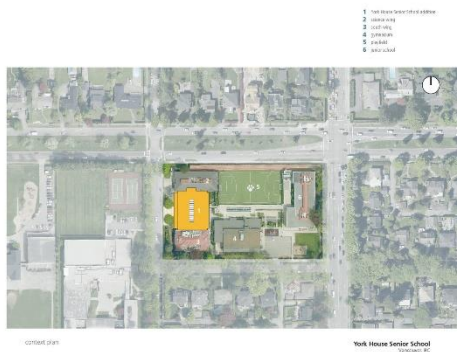 1 York House Senior School addition
2 science wing
3 south wing
4 gymnasium
5 playfield
6 junior school
5
context plan
York House Senior School
Vancouver, BC